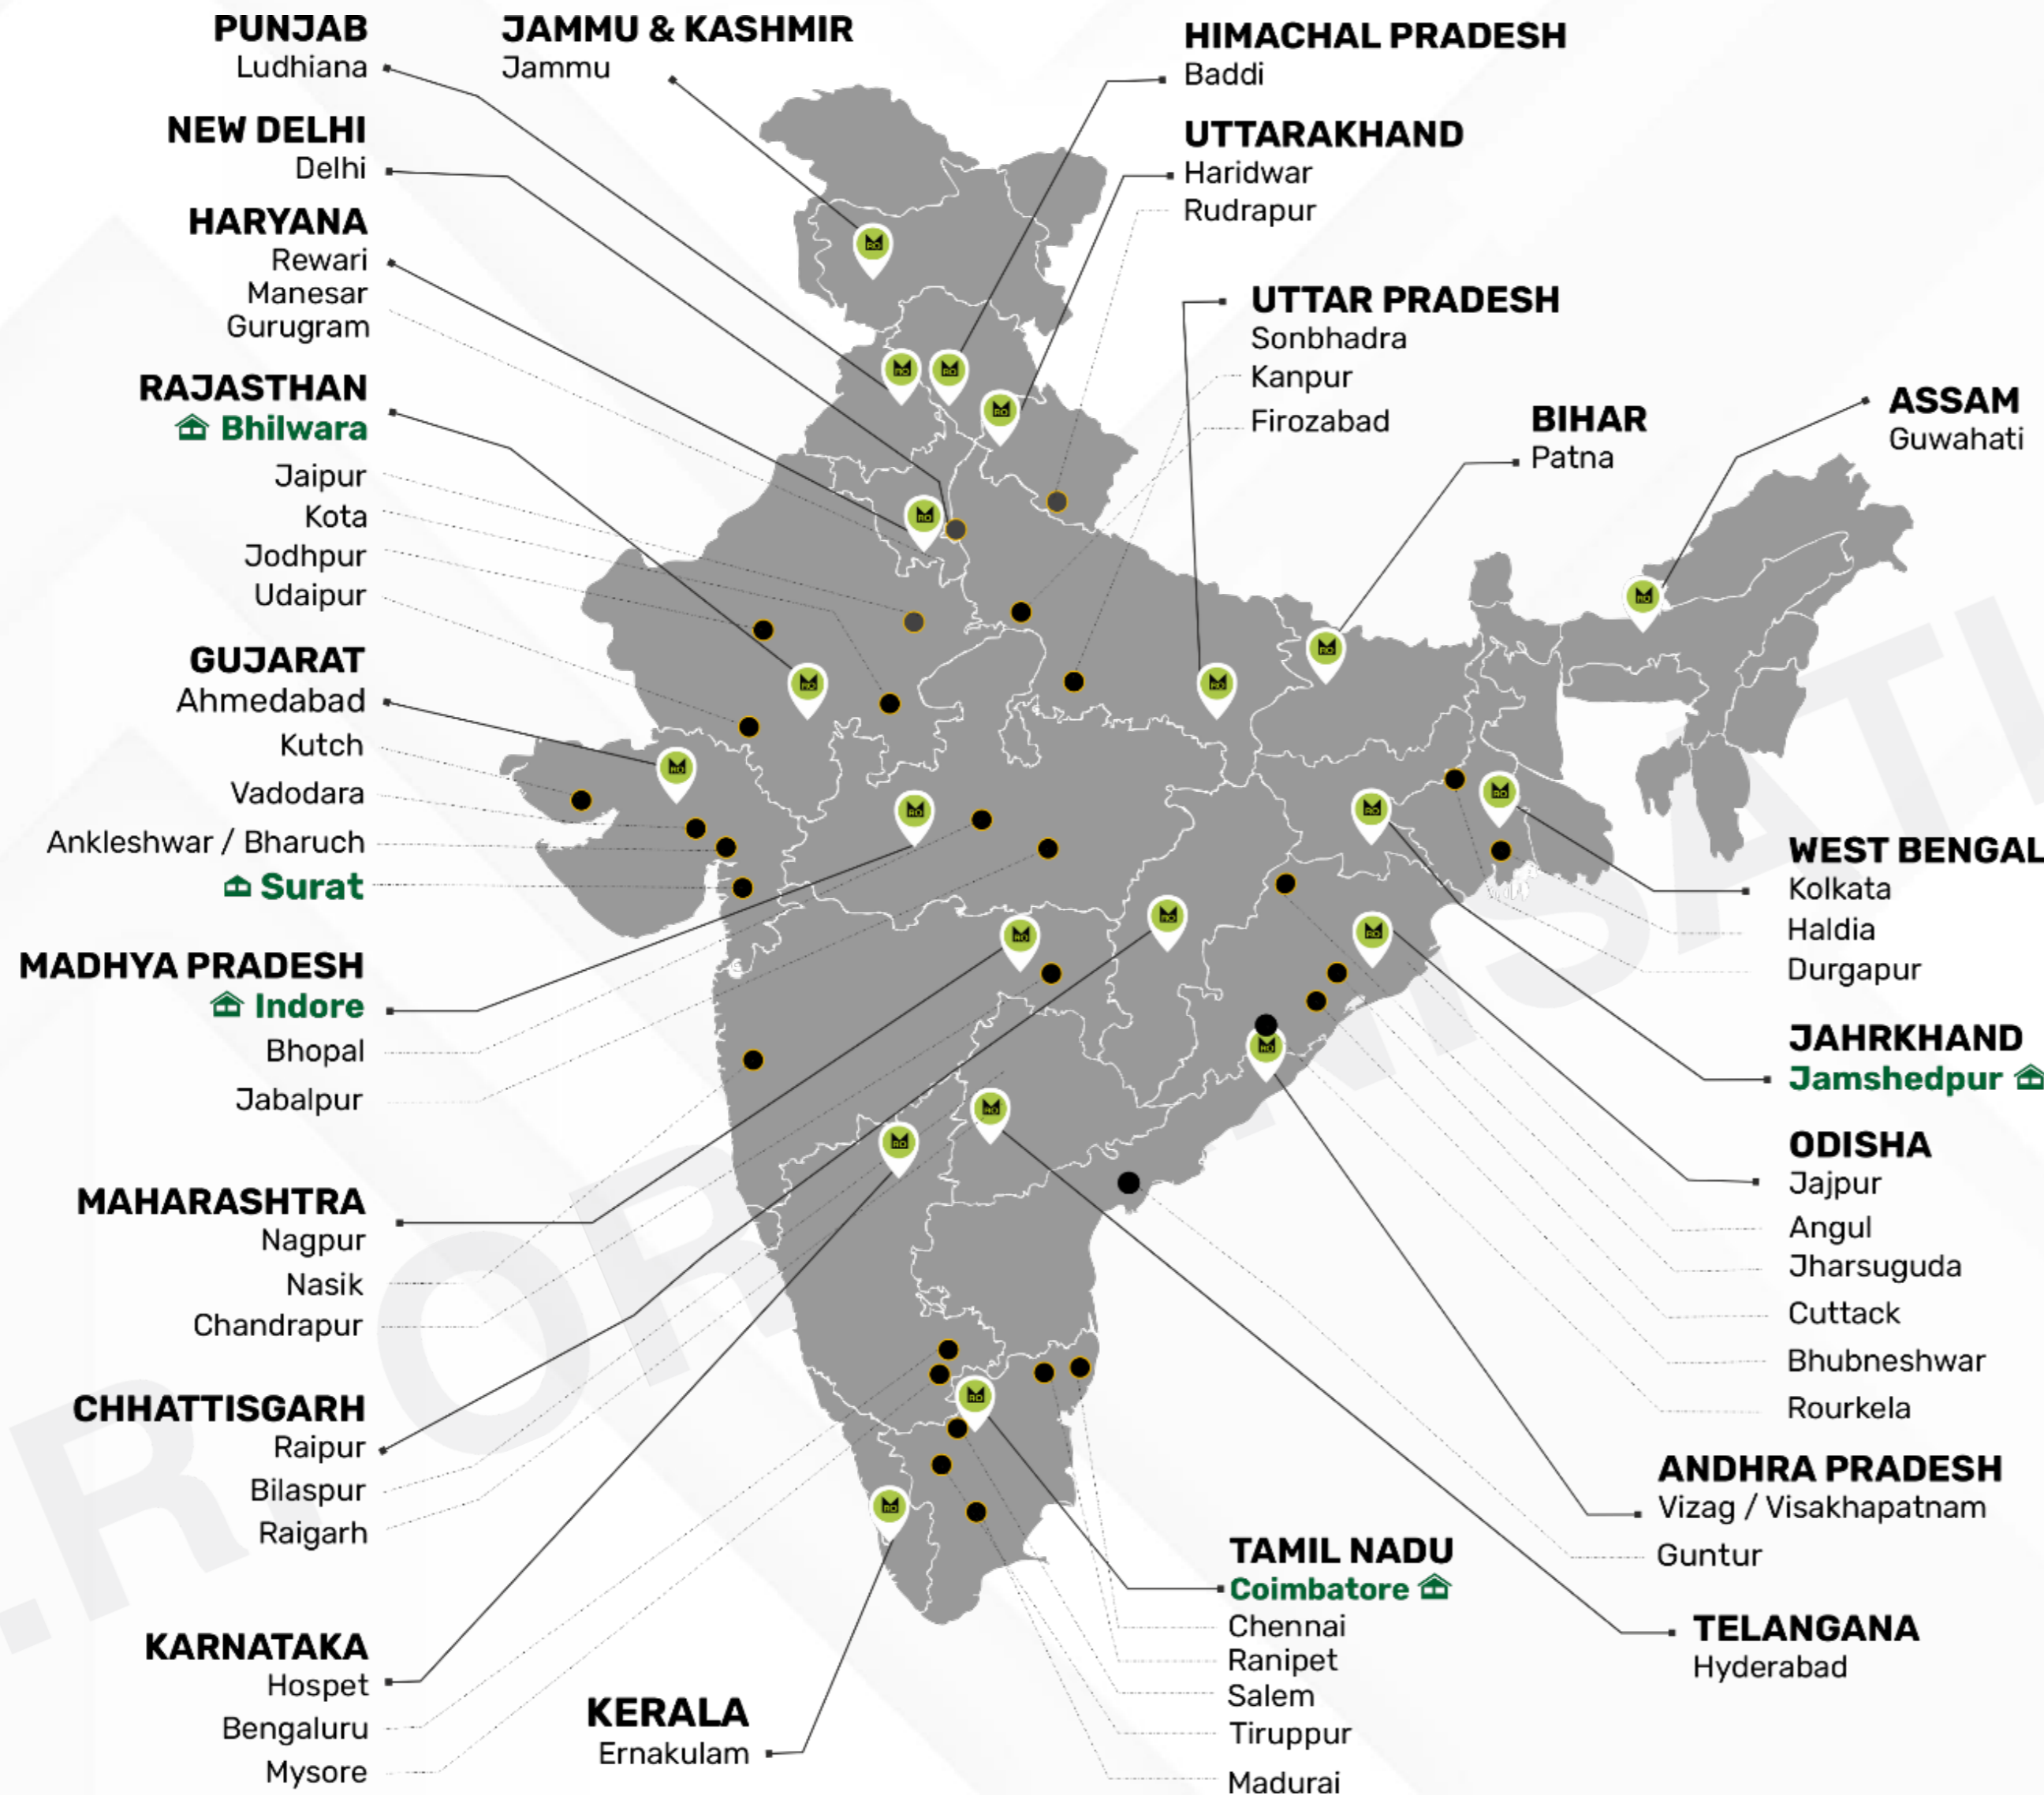 PUNJAB
Ludhiana
NEW DELHI
Delhi
HARYANA
Rewari
Manesar
Gurugram
RAJASTHAN
Bhilwara
Jaipur
Kota
Jodhpur
Udaipur
GUJARAT
Ahmedabad
Kutch
Vadodara
Ankleshwar / Bharuch
Surat
MADHYA PRADESH
Indore
Bhopal
Jabalpur
MAHARASHTRA
Nagpur
Nasik
Chandrapur
CHHATTISGARH
Raipur
Bilaspur
Raigarh
KARNATAKA
Hospet
Bengaluru
Mysore
KERALA
Ernakulam
JAMMU & KASHMIR
Jammu
HIMACHAL PRADESH
Baddi
UTTARAKHAND
Haridwar
Rudrapur
UTTAR PRADESH
Sonbhadra
Kanpur
Firozabad
BIHAR
Patna
ASSAM
Guwahati
WEST BENGAL
Kolkata
Haldia
Durgapur
JAHRKHAND
Jamshedpur
ODISHA
Jajpur
Angul
Jharsuguda
Cuttack
Bhubneshwar
Rourkela
ANDHRA PRADESH
Vizag / Visakhapatnam
Guntur
TELANGANA
Hyderabad
TAMIL NADU
Coimbatore
Chennai
Ranipet
Salem
Tiruppur
Madurai